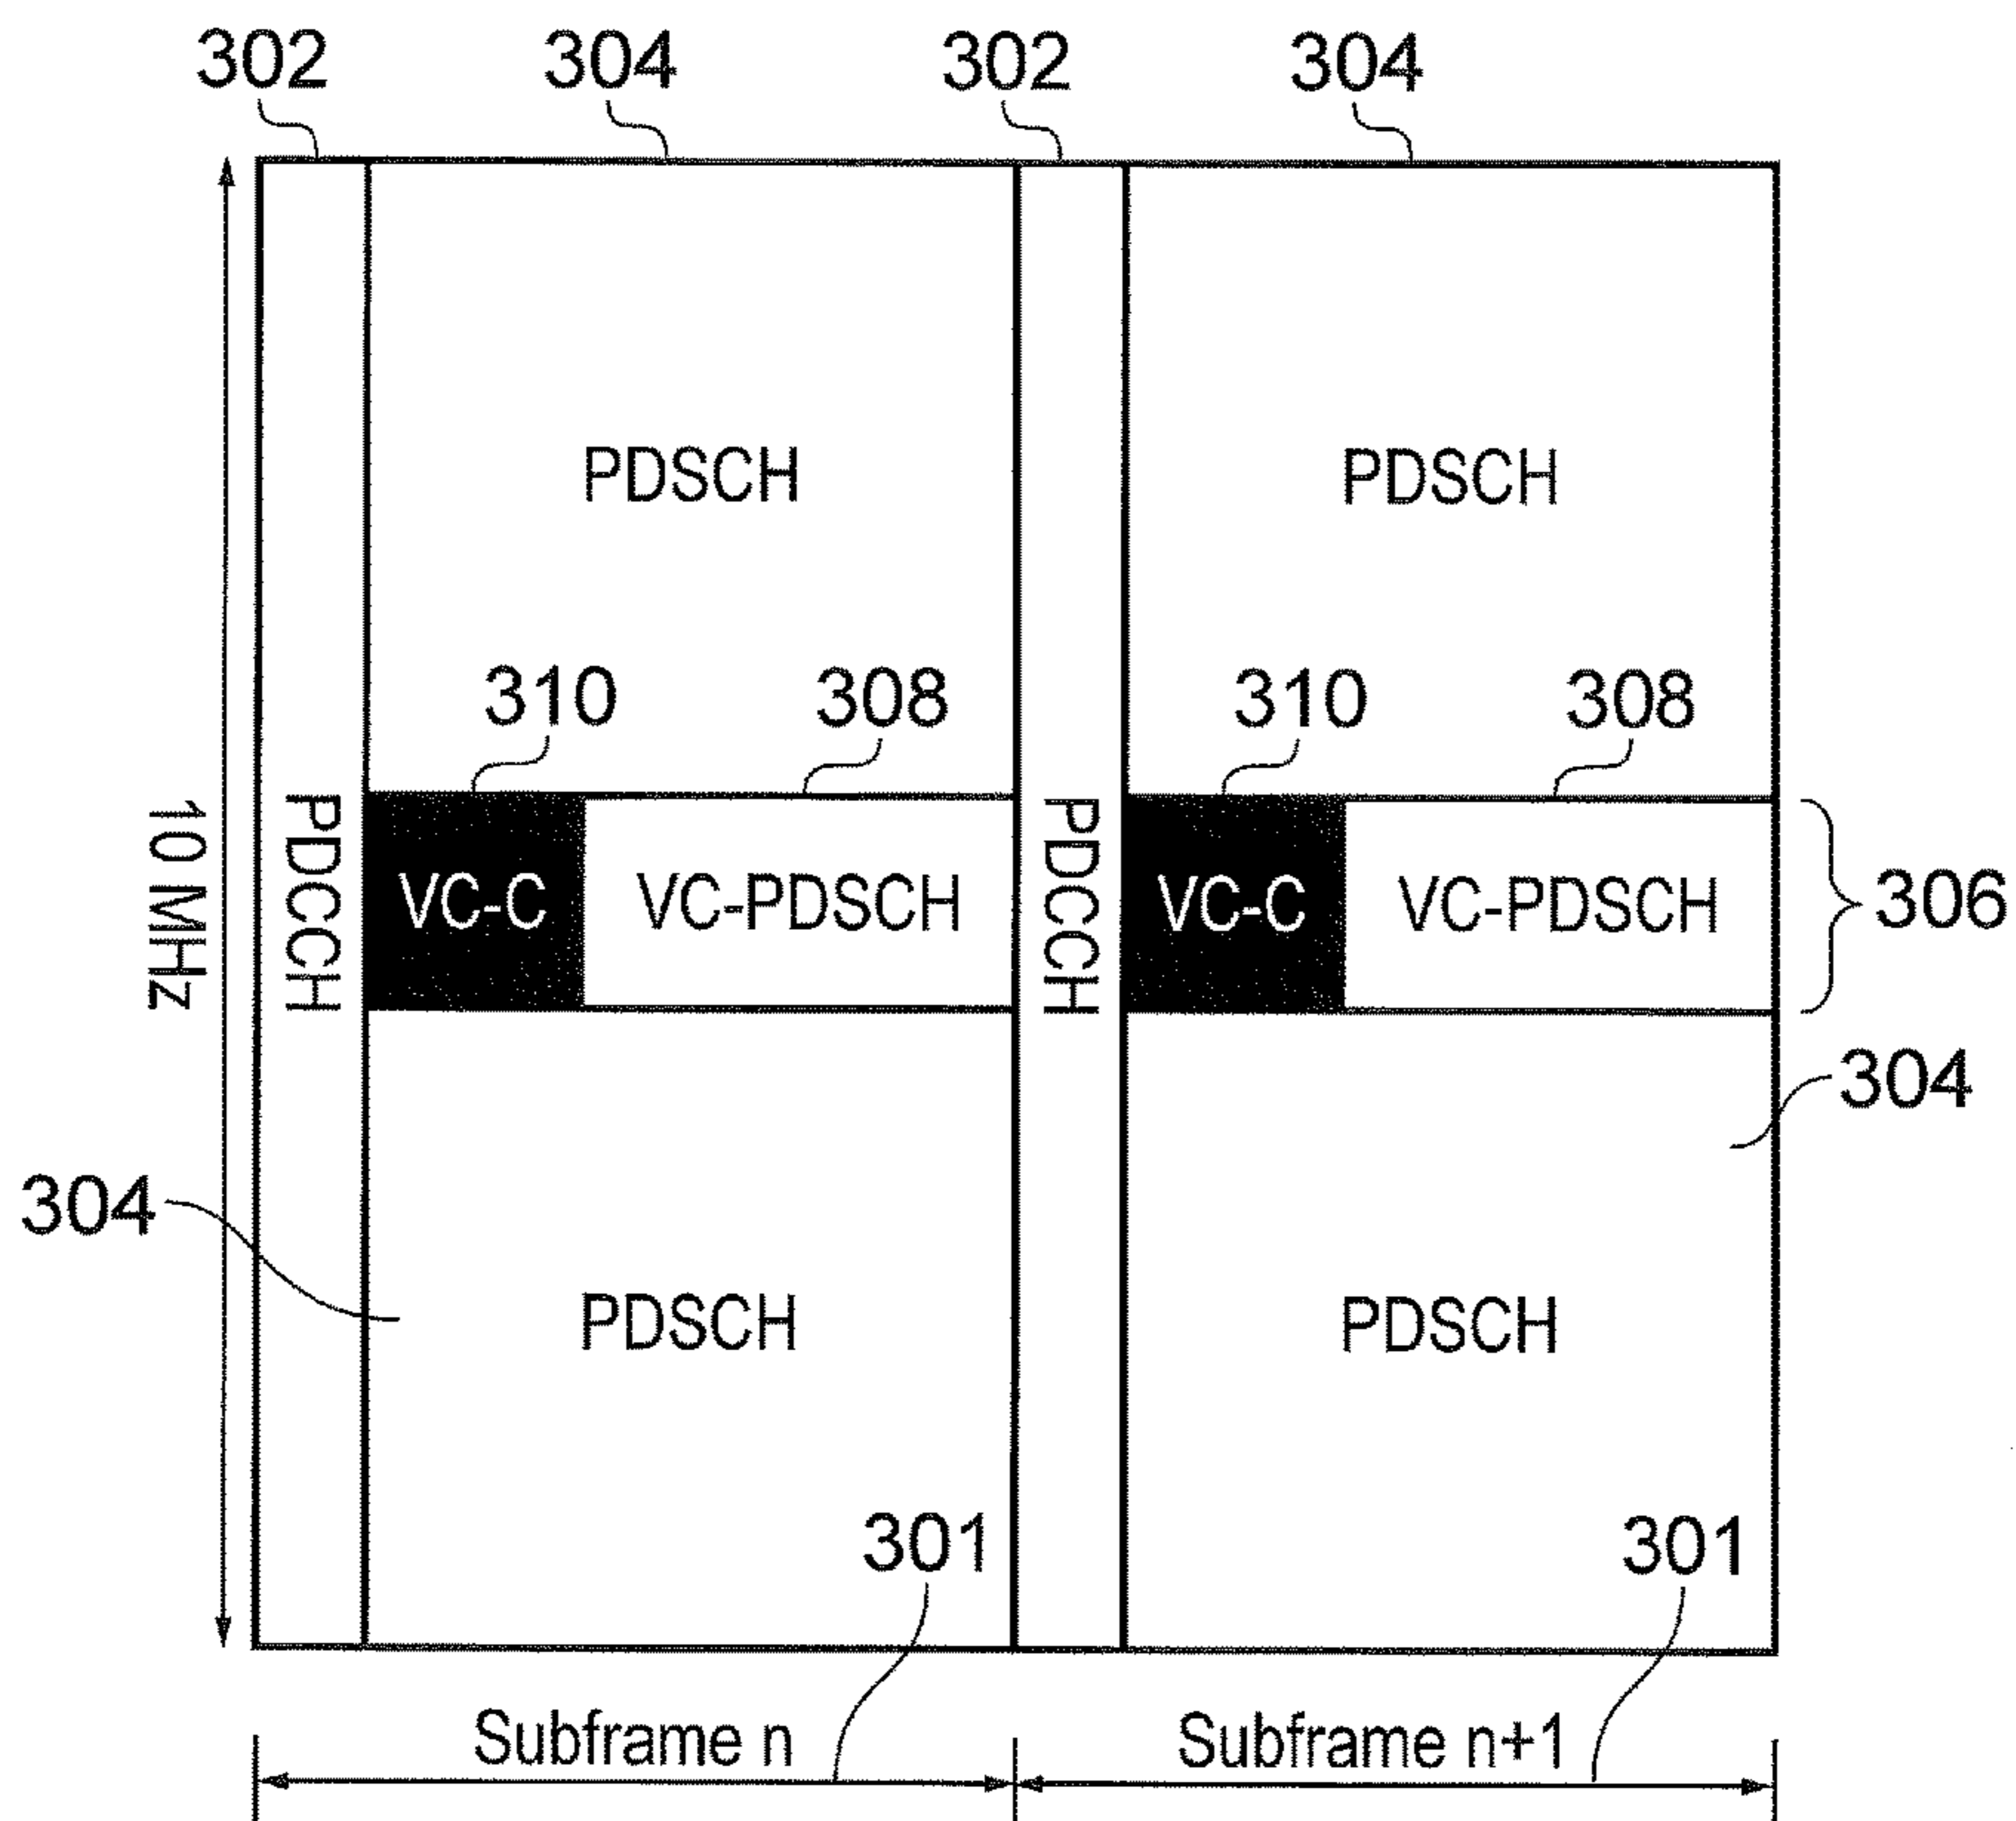 302 304 302 304
PDSCH PDSCH
310 308 310 308
10 MHz PDCCH VC-C VC-PDSCH PDCCH VC-C VC-PDSCH 306
304
304
PDSCH PDSCH
301 301
Subframe n Subframe n+1